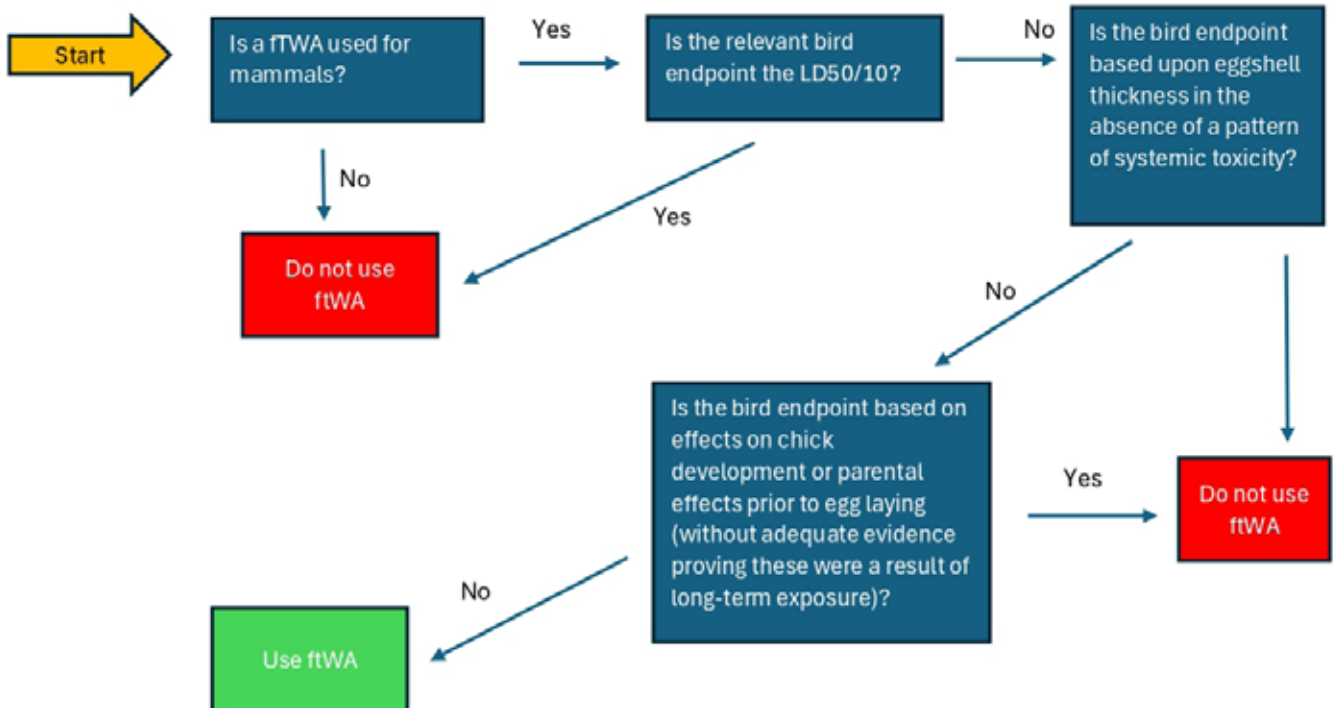 Start
Is a fTWA used for
mammals?
Yes
Is the relevant bird
endpoint the LD50/10?
No
Is the bird endpoint
based upon eggshell
thickness in the
absence of a pattern
of systemic toxicity?
No
Do not use
ftWA
Yes
No
Is the bird endpoint based on
effects on chick
development or parental
effects prior to egg laying
(without adequate evidence
proving these were a result of
long-term exposure)?
Yes
Do not use
ftWA
No
Use ftWA